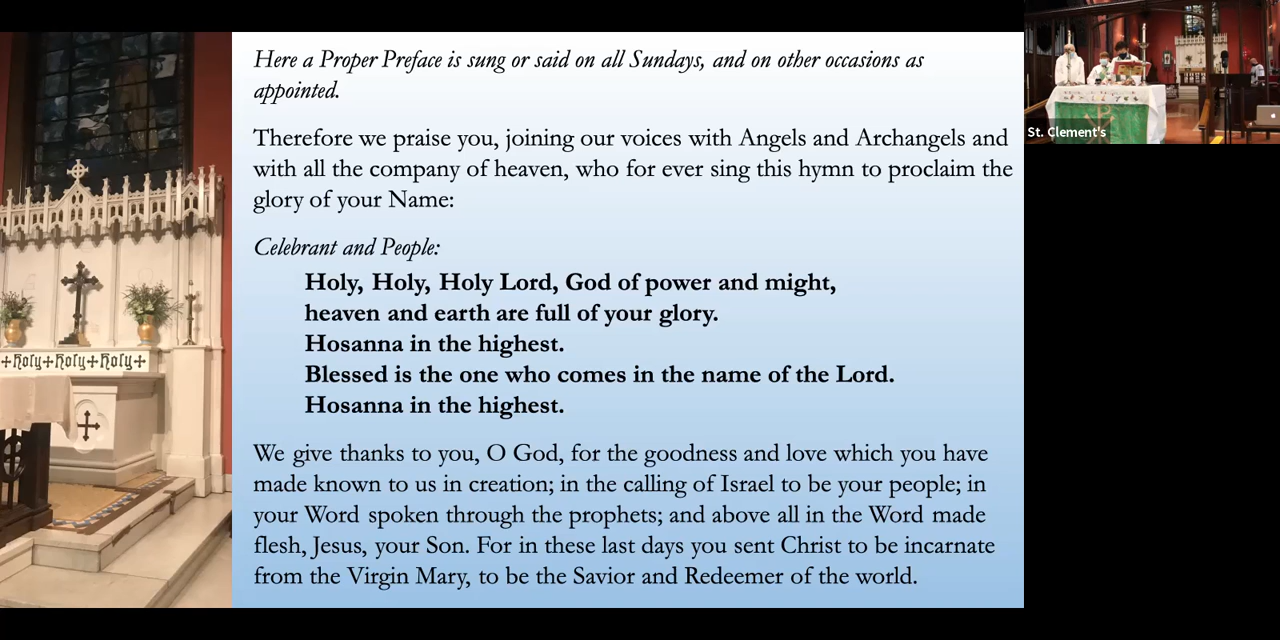 Here a Proper Preface is sung or said on all Sundays, and on other occasions as
appointed.
Therefore we praise you, joining our voices with Angels and Archangels and
with all the company of heaven, who for ever sing this hymn to proclaim the
glory of your Name:
Celebrant and People:
Holy, Holy, Holy Lord, God of power and might,
heaven and earth are full of your glory.
Hosanna in the highest.
Blessed is the one who comes in the name of the Lord.
Hosanna in the highest.
We give thanks to you, O God, for the goodness and love which you have
made known to us in creation; in the calling of Israel to be your people; in
your Word spoken through the prophets; and above all in the Word made
flesh, Jesus, your Son. For in these last days you sent Christ to be incarnate
from the Virgin Mary, to be the Savior and Redeemer of the world.
+Holy+Holy+Holy+
St. Clement's